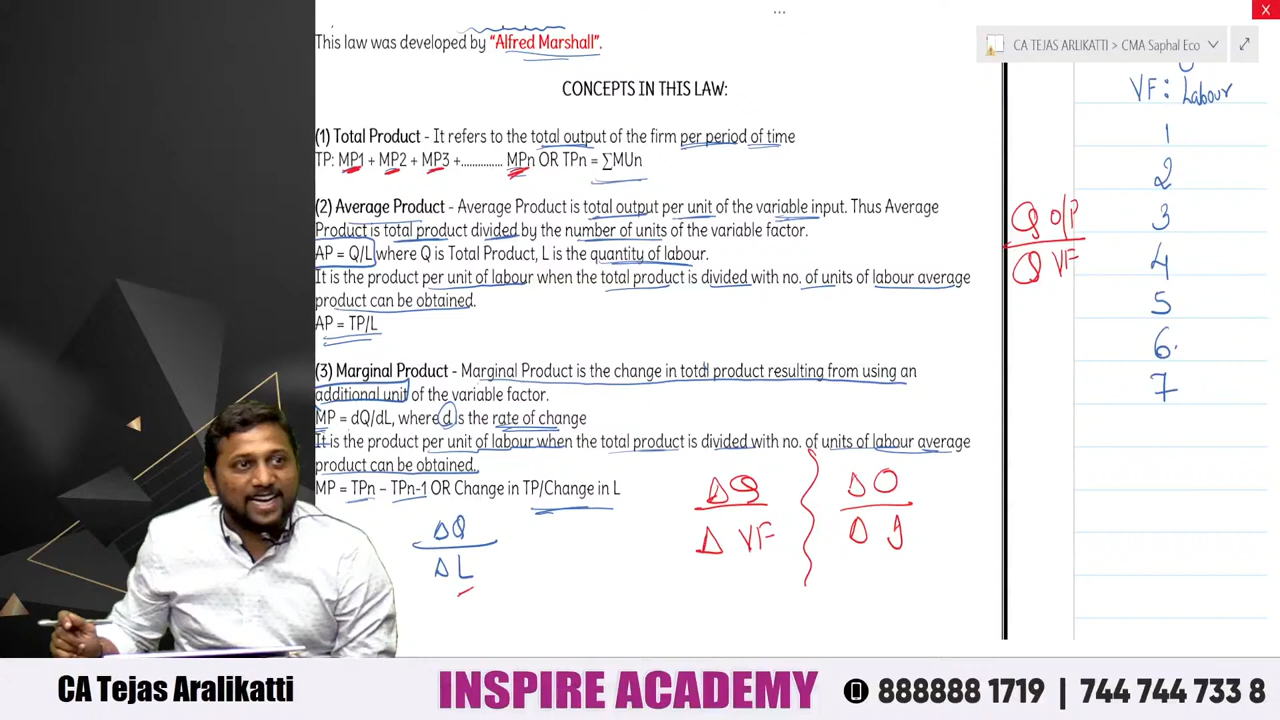 This law was developed by “Alfred Marshall”.
CA TEJAS ARLIKATTI > CMA Saphal Eco
CONCEPTS IN THIS LAW:
(1) Total Product - It refers to the total output of the firm per period of time
TP: MP1 + MP2 + MP3 +............... MPn OR TPn = ∑MUn
(2) Average Product - Average Product is total output per unit of the variable input. Thus Average
Product is total product divided by the number of units of the variable factor.
AP = Q/L where Q is Total Product, L is the quantity of labour.
It is the product per unit of labour when the total product is divided with no. of units of labour average
product can be obtained.
AP = TP/L
(3) Marginal Product - Marginal Product is the change in total product resulting from using an
additional unit of the variable factor.
MP = dQ/dL, where d is the rate of change
It is the product per unit of labour when the total product is divided with no. of units of labour average
product can be obtained.
MP = TPn – TPn-1 OR Change in TP/Change in L
ΔQ
ΔL
ΔQ
Δ VF
ΔO
Δ I
Q O/P
Q VF
VF: Labour
1
2
3
4
5
6
7
CA Tejas Aralikatti
INSPIRE ACADEMY
888888 1719 | 744 744 733 8